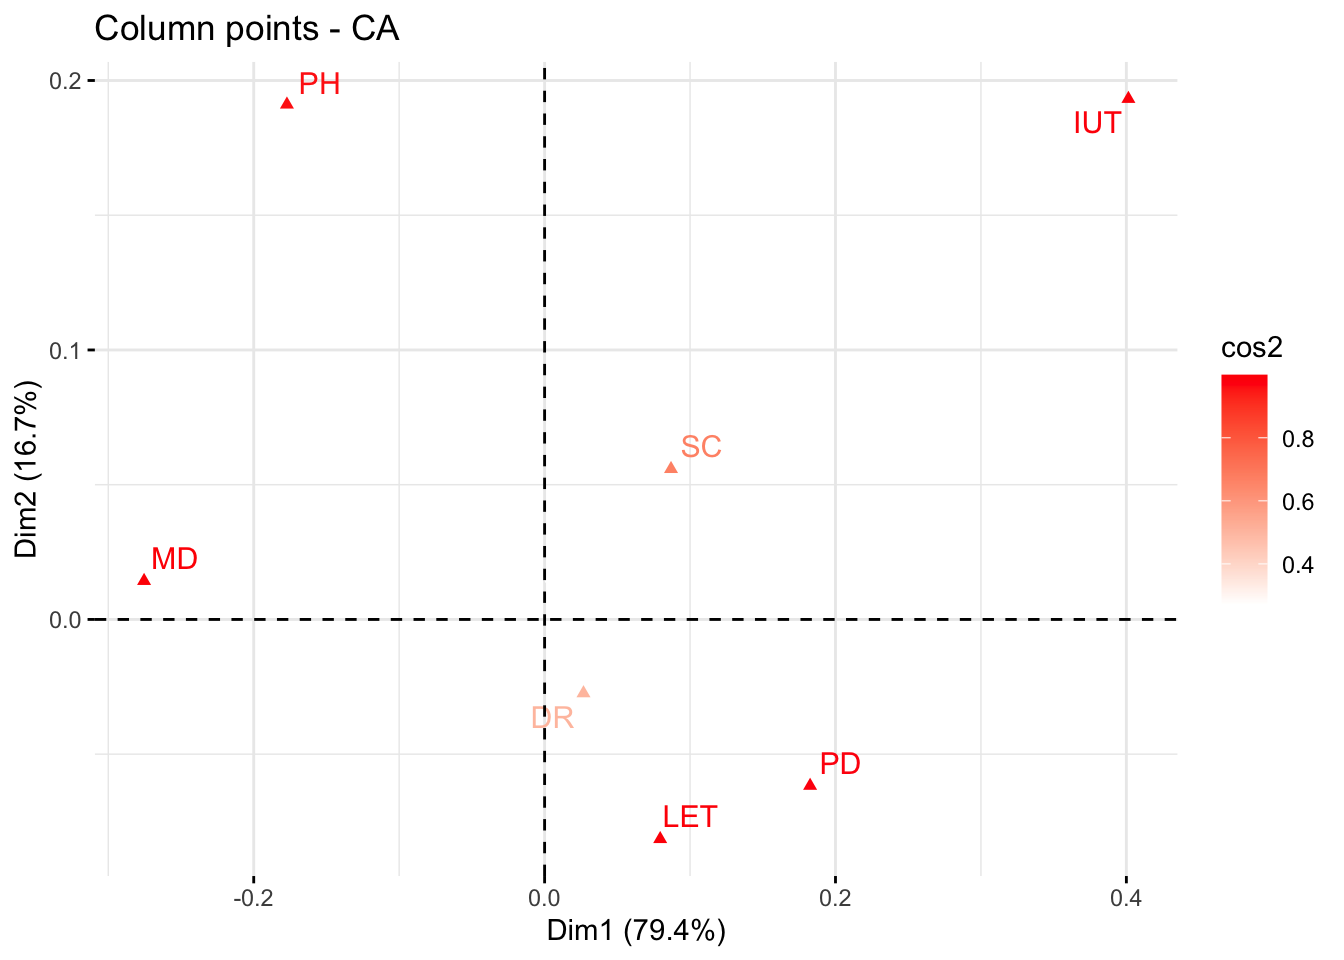 Column points - CA
0.2
PH
IUT
0.1
cos2
SC
0.8
Dim2 (16.7%)
0.6
MD
0.4
0.0
DR
PD
LET
-0.2
0.0
0.2
0.4
Dim1 (79.4%)